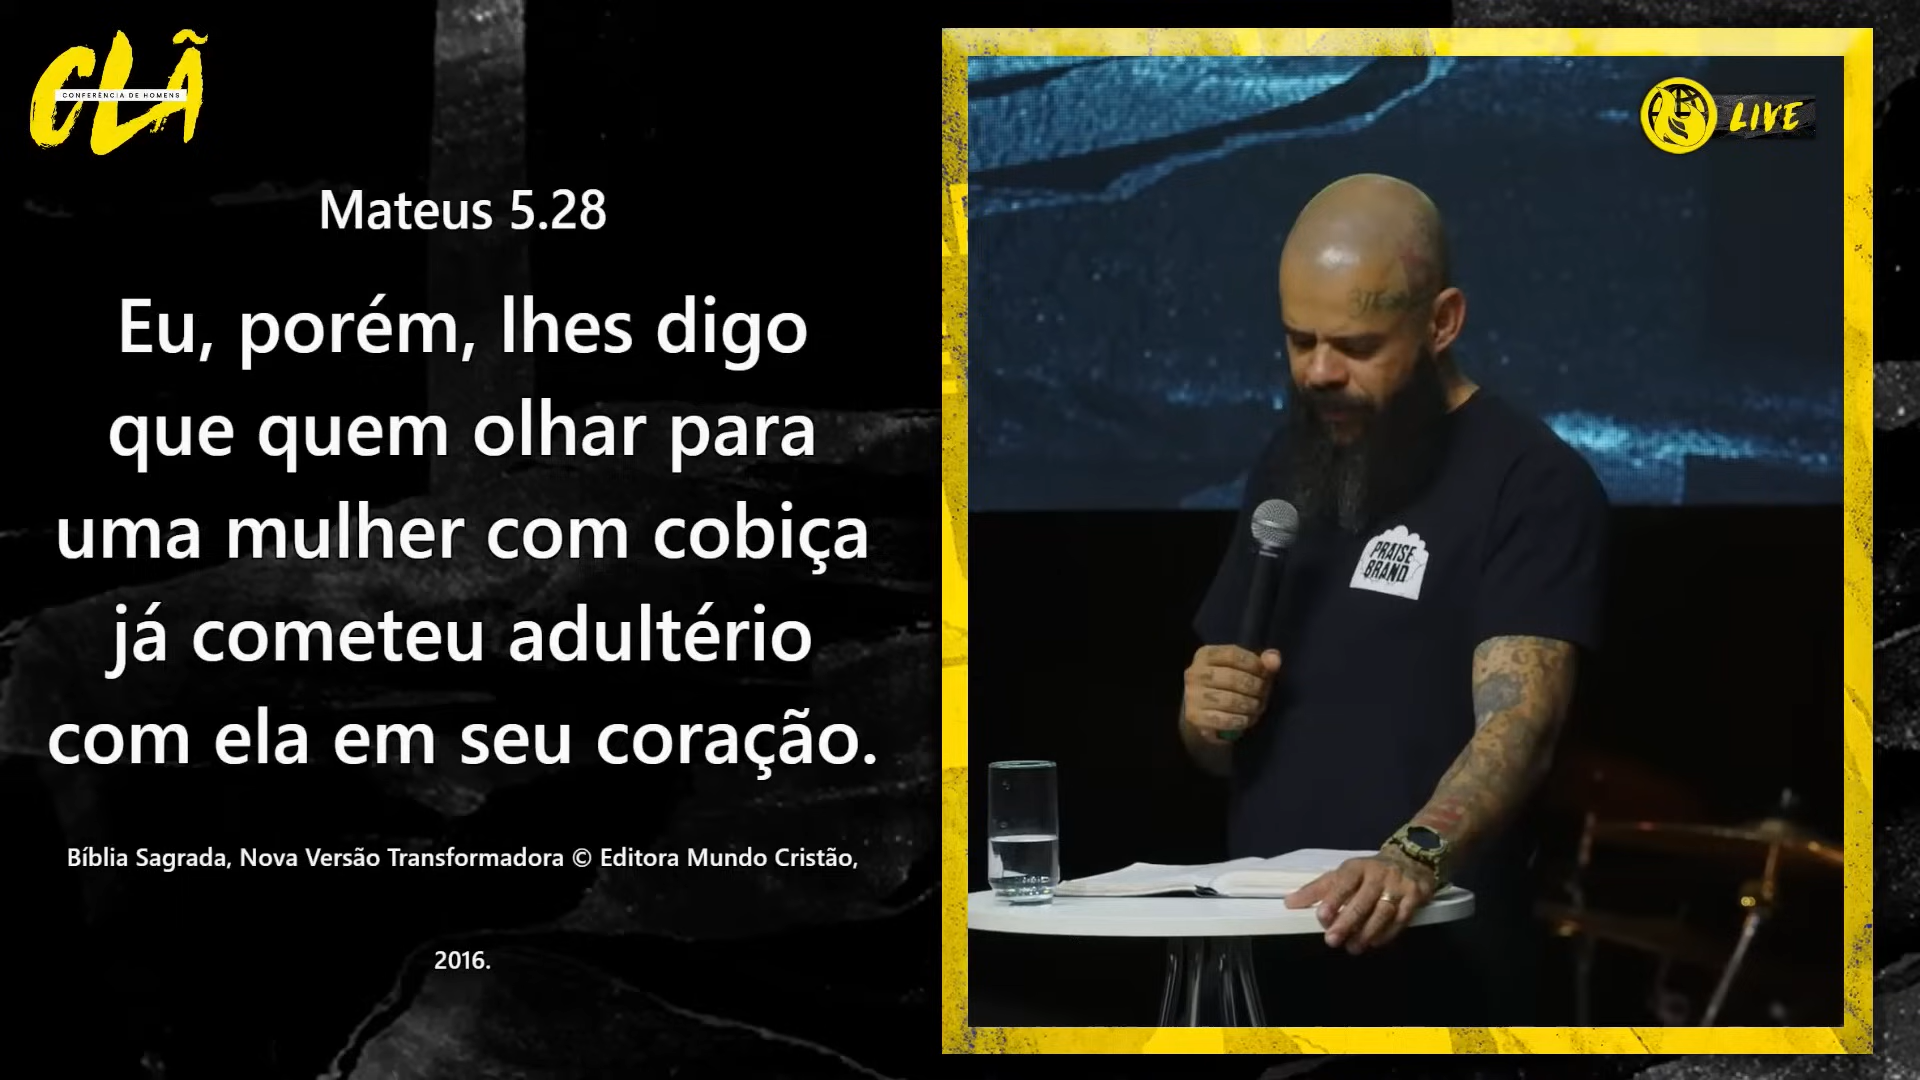 CLÃ
CONFERÊNCIA DE HOMENS
Mateus 5.28
Eu, porém, lhes digo
que quem olhar para
uma mulher com cobiça
já cometeu adultério
com ela em seu coração.
Bíblia Sagrada, Nova Versão Transformadora © Editora Mundo Cristão,
2016.
LIVE
PRAISE
BRAND